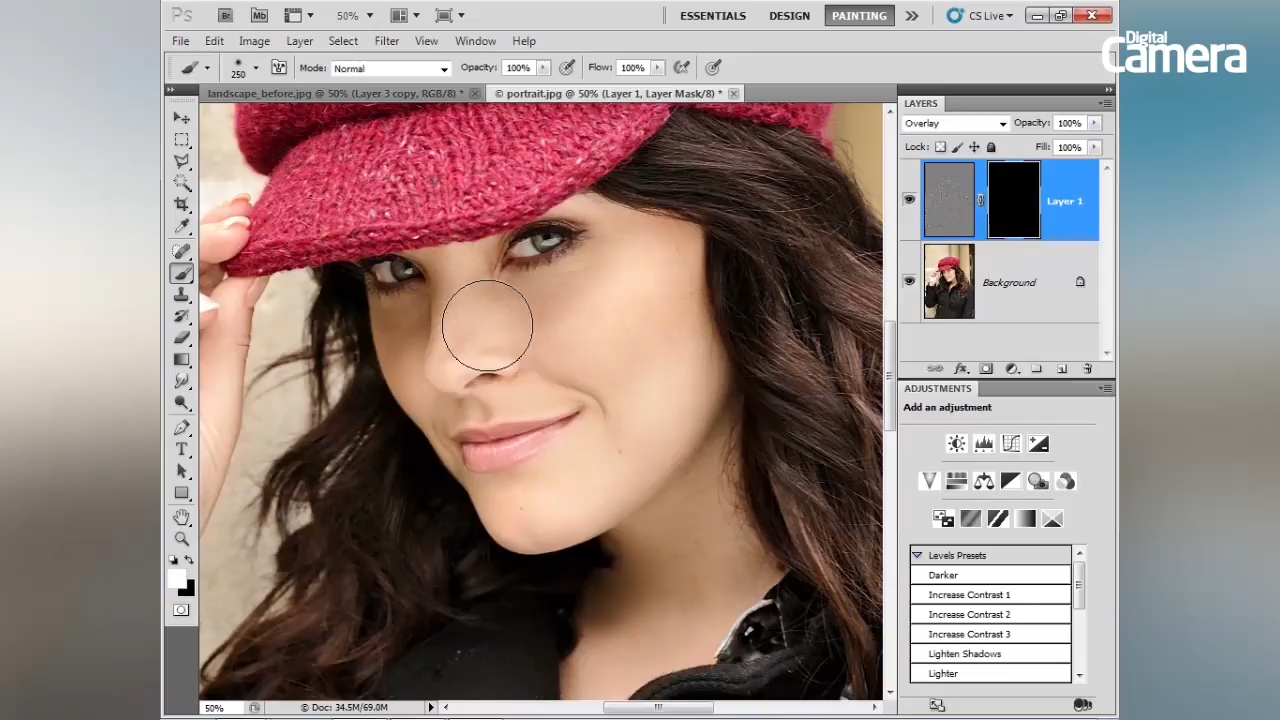 Ps Br Mb 50% ESSENTIALS DESIGN PAINTING CS Live
Digital
Camera
File Edit Image Layer Select Filter View Window Help
250 Mode: Normal Opacity: 100% Flow: 100%
landscape_before.jpg @ 50% (Layer 3 copy, RGB/8) * © portrait.jpg @ 50% (Layer 1, Layer Mask/8) *
LAYERS
Overlay Opacity: 100%
Lock: Fill: 100%
Layer 1
Background
fx
ADJUSTMENTS
Add an adjustment
Levels Presets
Darker
Increase Contrast 1
Increase Contrast 2
Increase Contrast 3
Lighten Shadows
Lighter
50% © Doc: 34.5M/69.0M